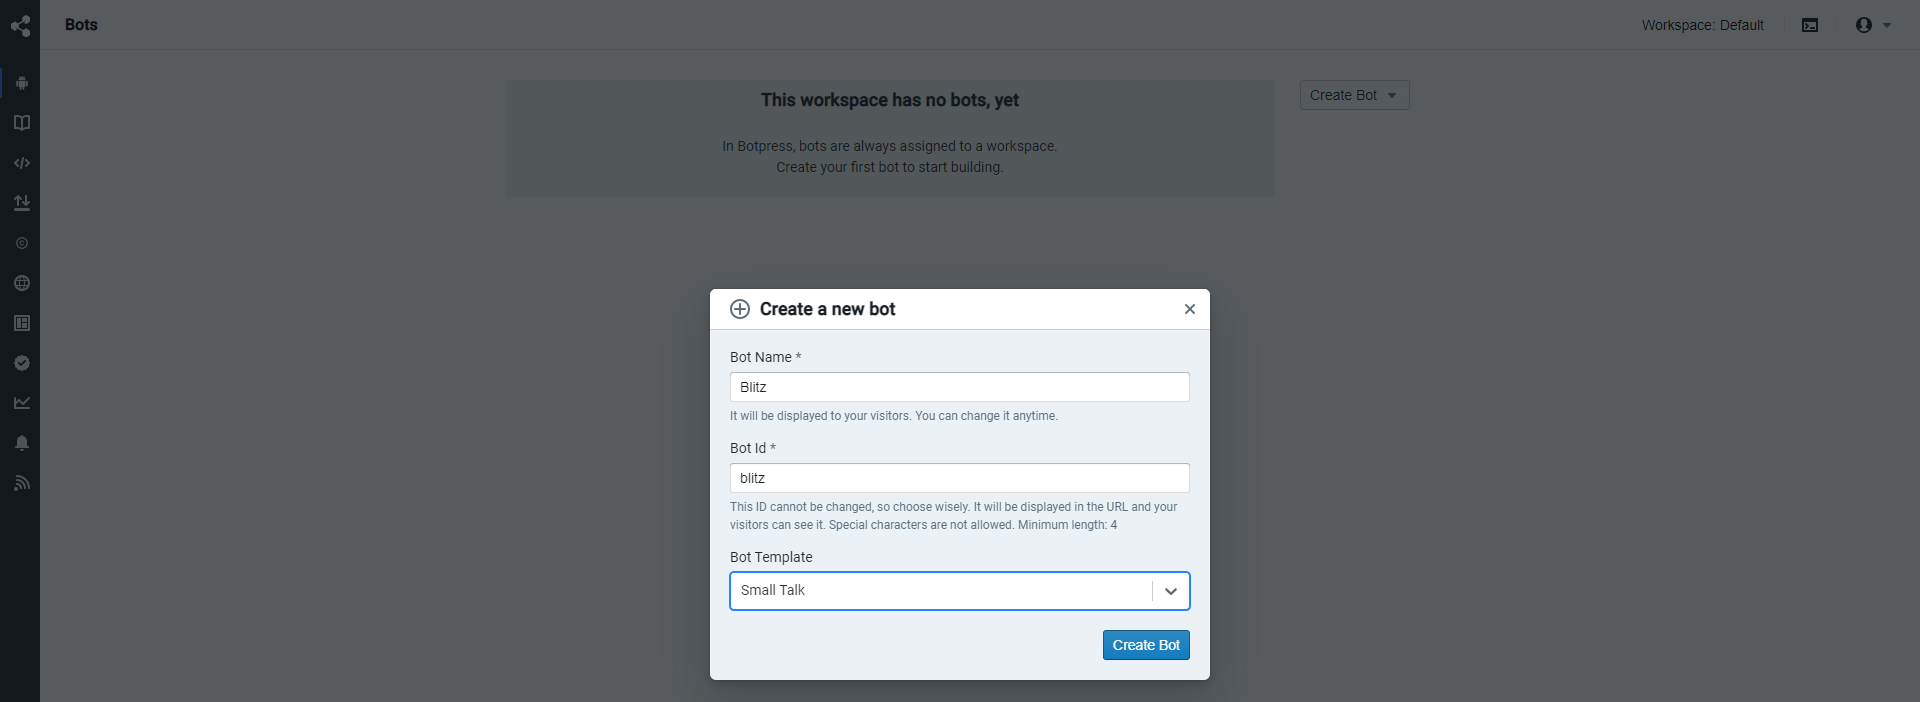 Bots
Workspace: Default
This workspace has no bots, yet
In Botpress, bots are always assigned to a workspace.
Create your first bot to start building.
Create Bot
Create a new bot
Bot Name *
Blitz
It will be displayed to your visitors. You can change it anytime.
Bot Id *
blitz
This ID cannot be changed, so choose wisely. It will be displayed in the URL and your
visitors can see it. Special characters are not allowed. Minimum length: 4
Bot Template
Small Talk
Create Bot